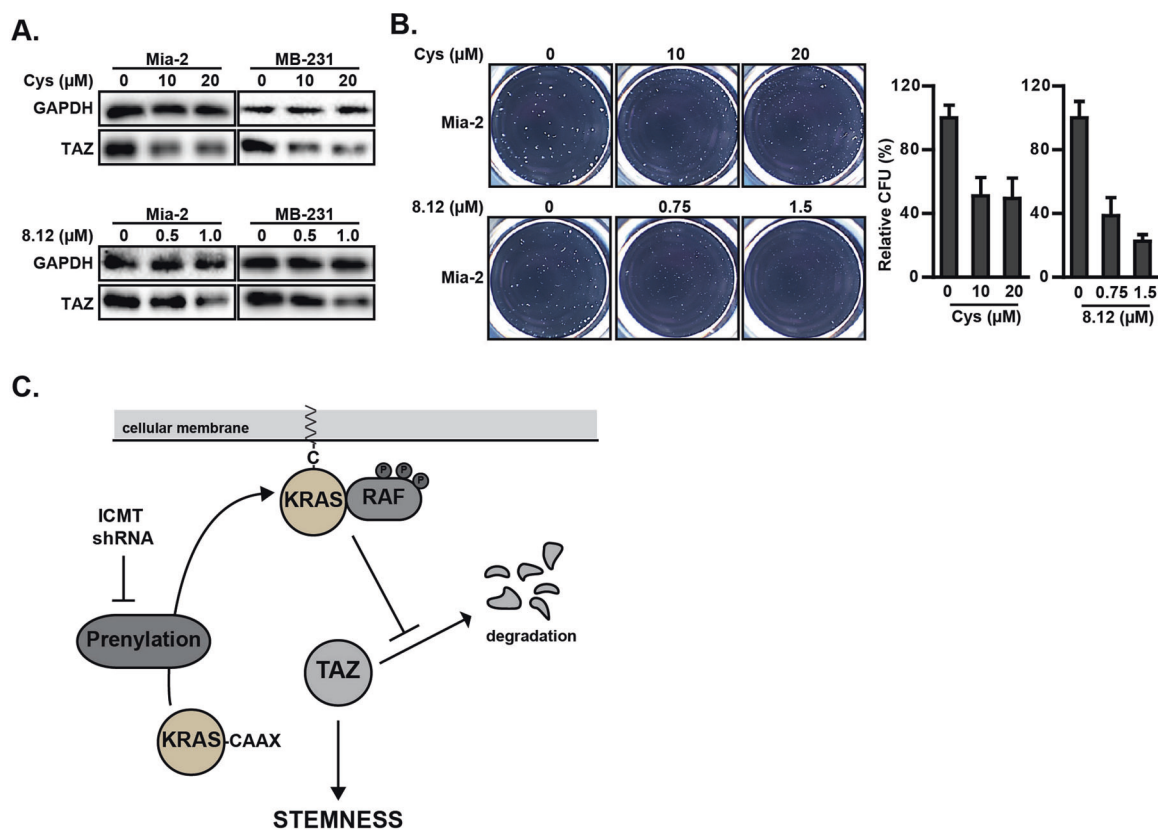 A.
Mia-2 MB-231
Cys (µM) 0 10 20 0 10 20
GAPDH
TAZ
Mia-2 MB-231
8.12 (µM) 0 0.5 1.0 0 0.5 1.0
GAPDH
TAZ
B.
Cys (µM) 0 10 20
Mia-2
8.12 (µM) 0 0.75 1.5
Mia-2
Relative CFU (%)
120
80
40
0
0 10 20
Cys (µM)
120
80
40
0
0 0.75 1.5
8.12 (µM)
C.
cellular membrane
C
KRAS RAF P P P
ICMT
shRNA
Prenylation
KRAS-CAAX
TAZ
degradation
STEMNESS